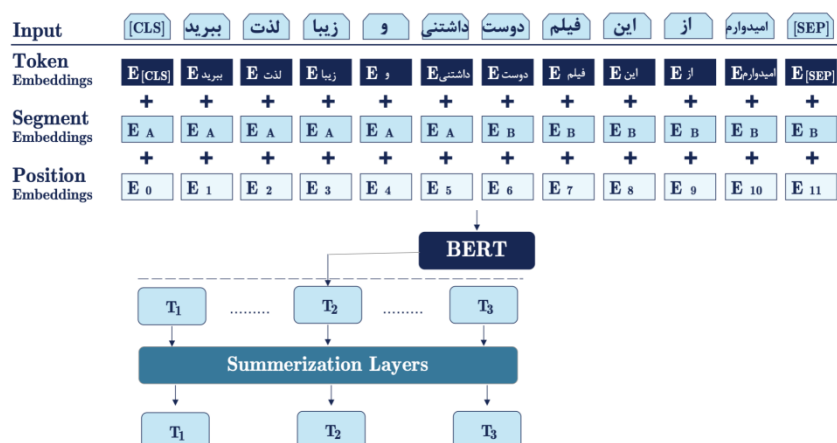 Input [CLS] ببرید لذت زیبا و داشتنی دوست فیلم این از امیدوارم [SEP]
Token
Embeddings
E [CLS] E ببرید E لذت E زیبا E و E داشتنی E دوست E فیلم E این E از E امیدوارم E [SEP]
+ + + + + + + + + + + +
Segment
Embeddings
E A E A E A E A E A E A E B E B E B E B E B E B
+ + + + + + + + + + + +
Position
Embeddings
E 0 E 1 E 2 E 3 E 4 E 5 E 6 E 7 E 8 E 9 E 10 E 11
BERT
T1 ......... T2 ......... T3
Summerization Layers
T1 T2 T3